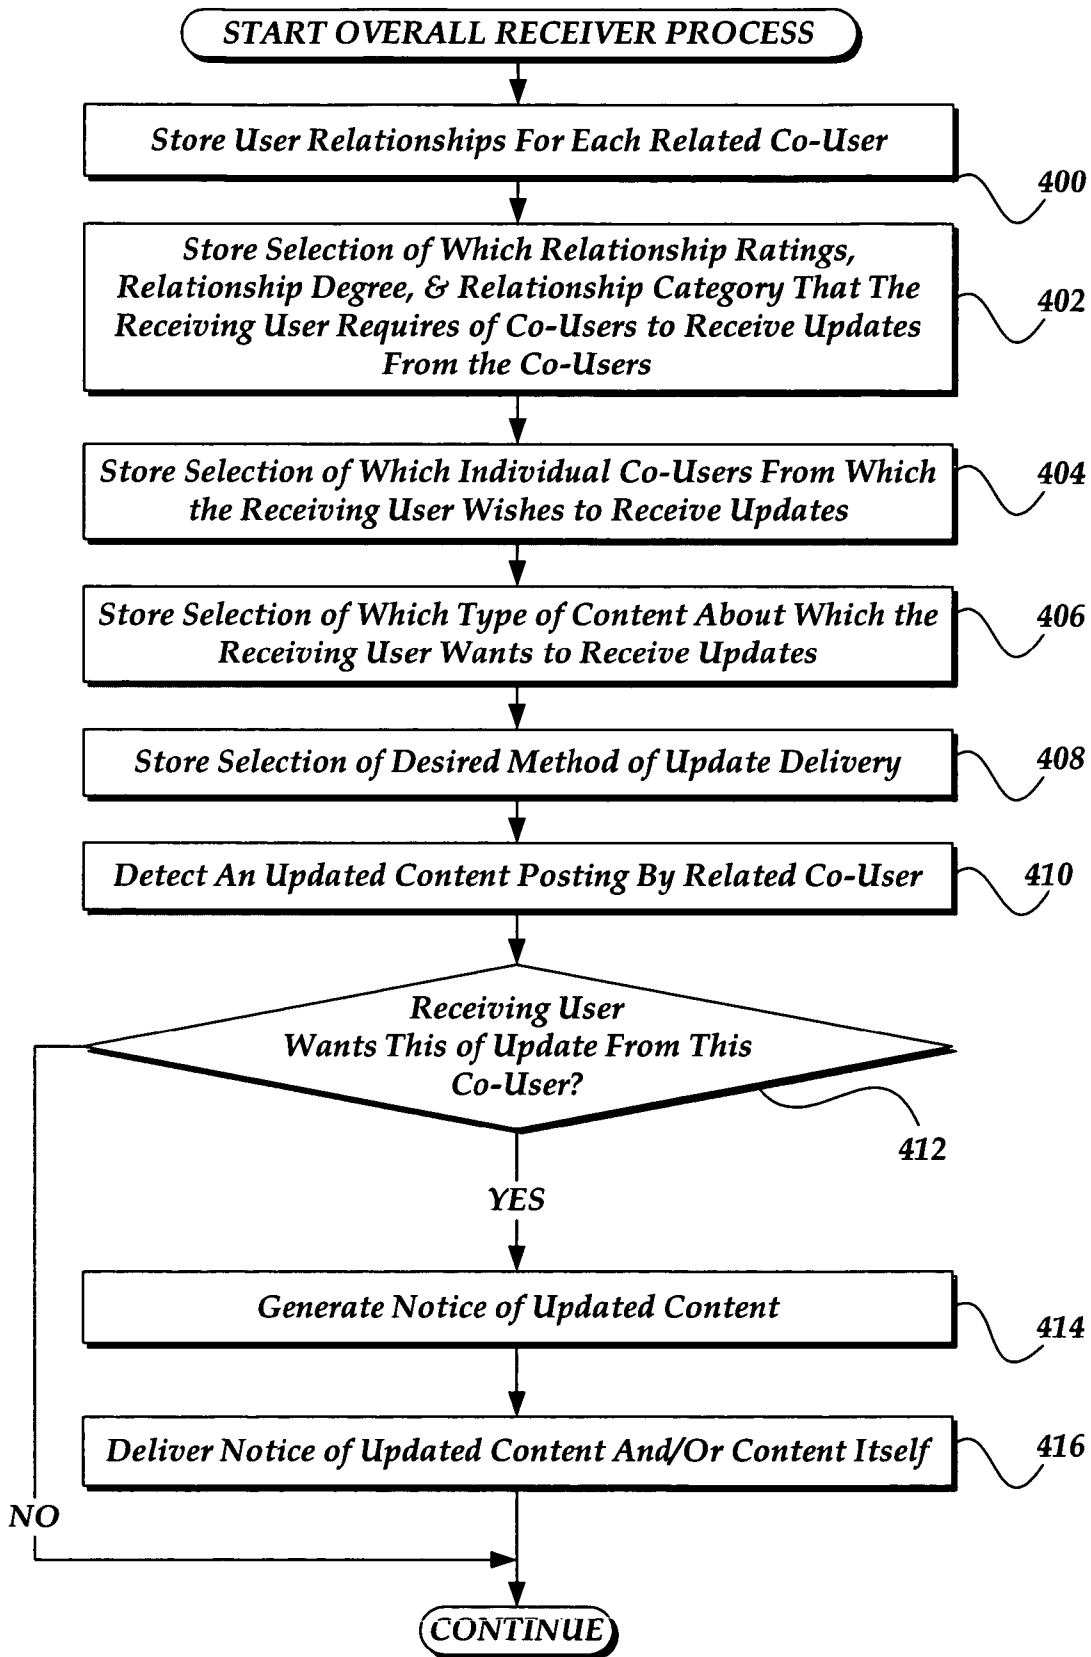 START OVERALL RECEIVER PROCESS
Store User Relationships For Each Related Co-User
400
Store Selection of Which Relationship Ratings,
Relationship Degree, & Relationship Category That The
Receiving User Requires of Co-Users to Receive Updates
From the Co-Users
402
Store Selection of Which Individual Co-Users From Which
the Receiving User Wishes to Receive Updates
404
Store Selection of Which Type of Content About Which the
Receiving User Wants to Receive Updates
406
Store Selection of Desired Method of Update Delivery
408
Detect An Updated Content Posting By Related Co-User
410
Receiving User
Wants This of Update From This
Co-User?
412
YES
Generate Notice of Updated Content
414
Deliver Notice of Updated Content And/Or Content Itself
416
NO
CONTINUE